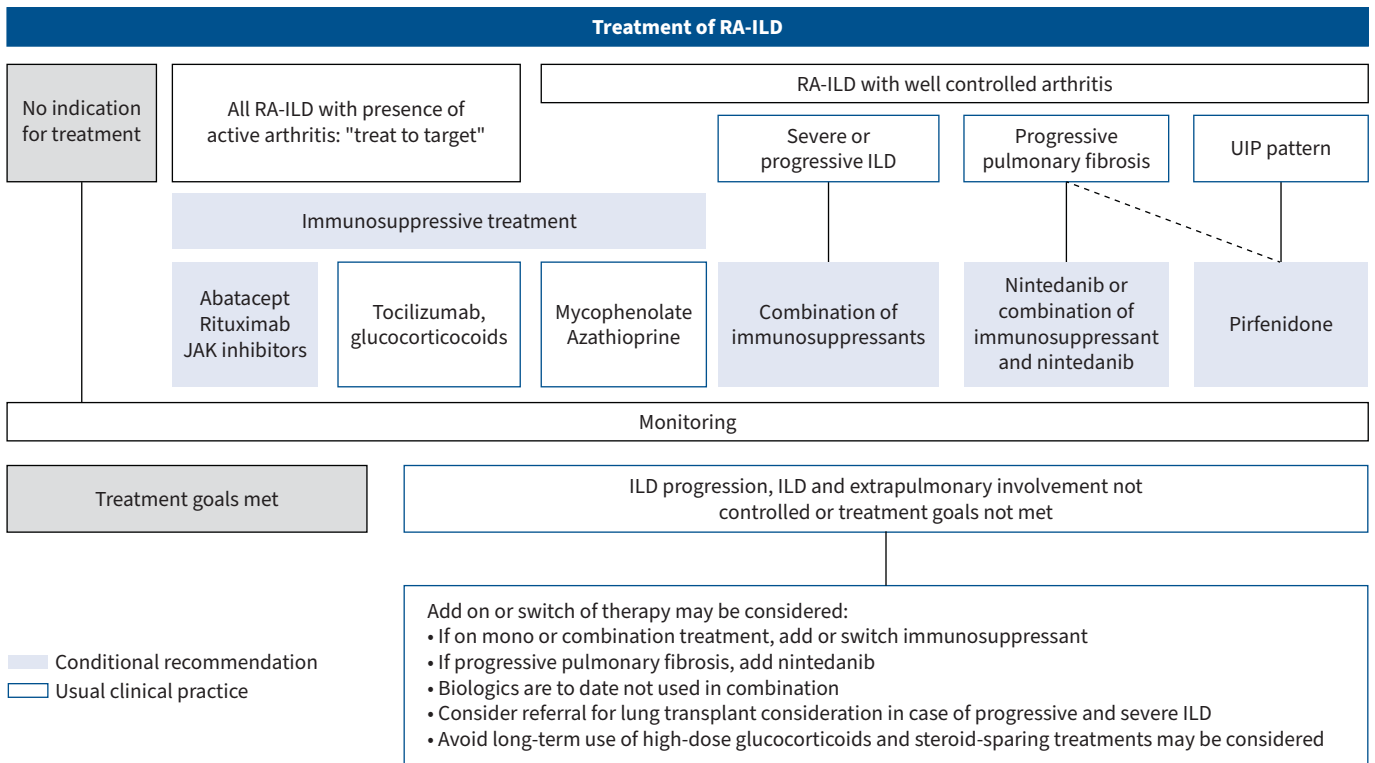 Treatment of RA-ILD
No indication
for treatment
All RA-ILD with presence of
active arthritis: "treat to target"
RA-ILD with well controlled arthritis
Severe or
progressive ILD
Progressive
pulmonary fibrosis
UIP pattern
Immunosuppressive treatment
Abatacept
Rituximab
JAK inhibitors
Tocilizumab,
glucorticocoids
Mycophenolate
Azathioprine
Combination of
immunosuppressants
Nintedanib or
combination of
immunosuppressant
and nintedanib
Pirfenidone
Monitoring
Treatment goals met
ILD progression, ILD and extrapulmonary involvement not
controlled or treatment goals not met
Add on or switch of therapy may be considered:
• If on mono or combination treatment, add or switch immunosuppressant
• If progressive pulmonary fibrosis, add nintedanib
• Biologics are to date not used in combination
• Consider referral for lung transplant consideration in case of progressive and severe ILD
• Avoid long-term use of high-dose glucocorticoids and steroid-sparing treatments may be considered
Conditional recommendation
Usual clinical practice